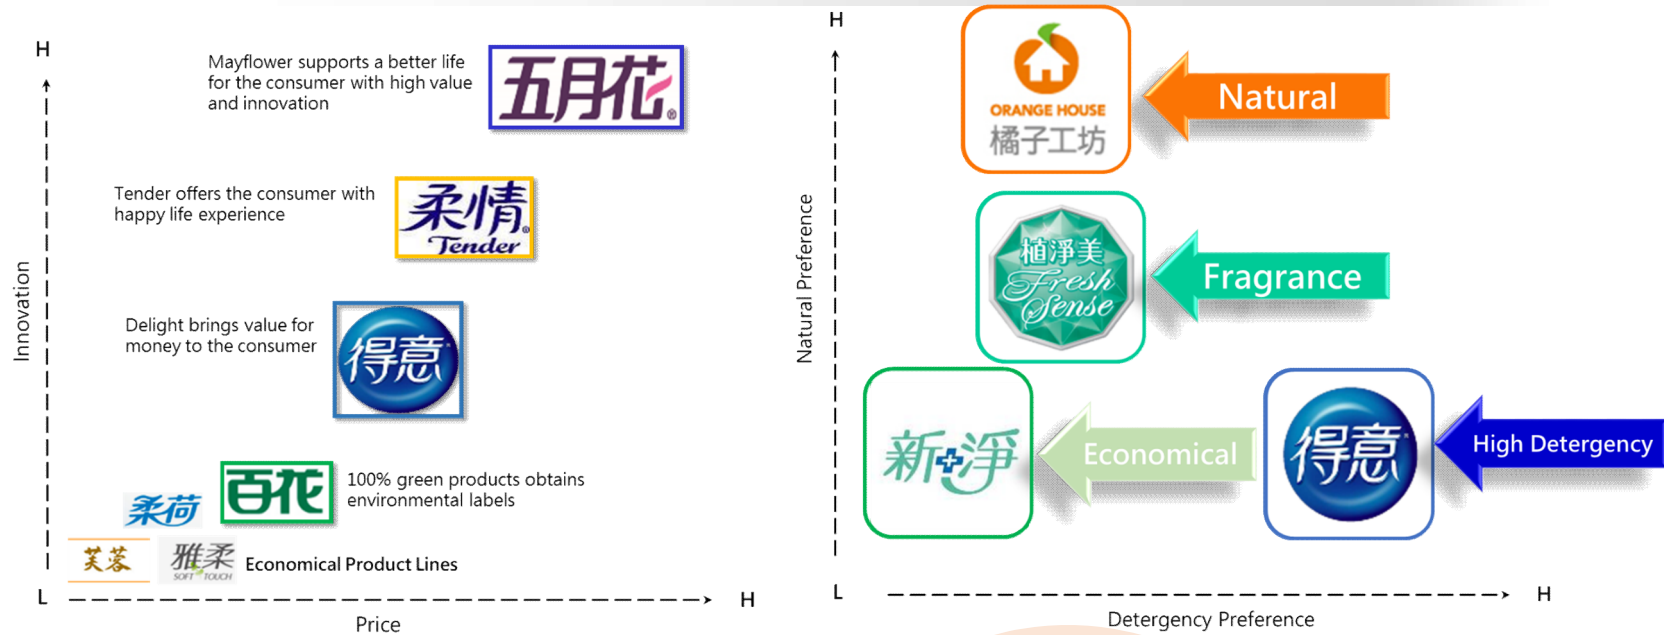 H
Mayflower supports a better life
for the consumer with high value
and innovation
五月花®
Tender offers the consumer with
happy life experience
柔情®
Tender
Innovation
Delight brings value for
money to the consumer
得意
百花
100% green products obtains
environmental labels
柔荷
芙蓉
雅柔
SOFT TOUCH
Economical Product Lines
L
H
Price
H
ORANGE HOUSE
橘子工坊
Natural
Natural Preference
植淨美
Fresh
Sense
Fragrance
新淨
Economical
得意
High Detergency
L
H
Detergency Preference